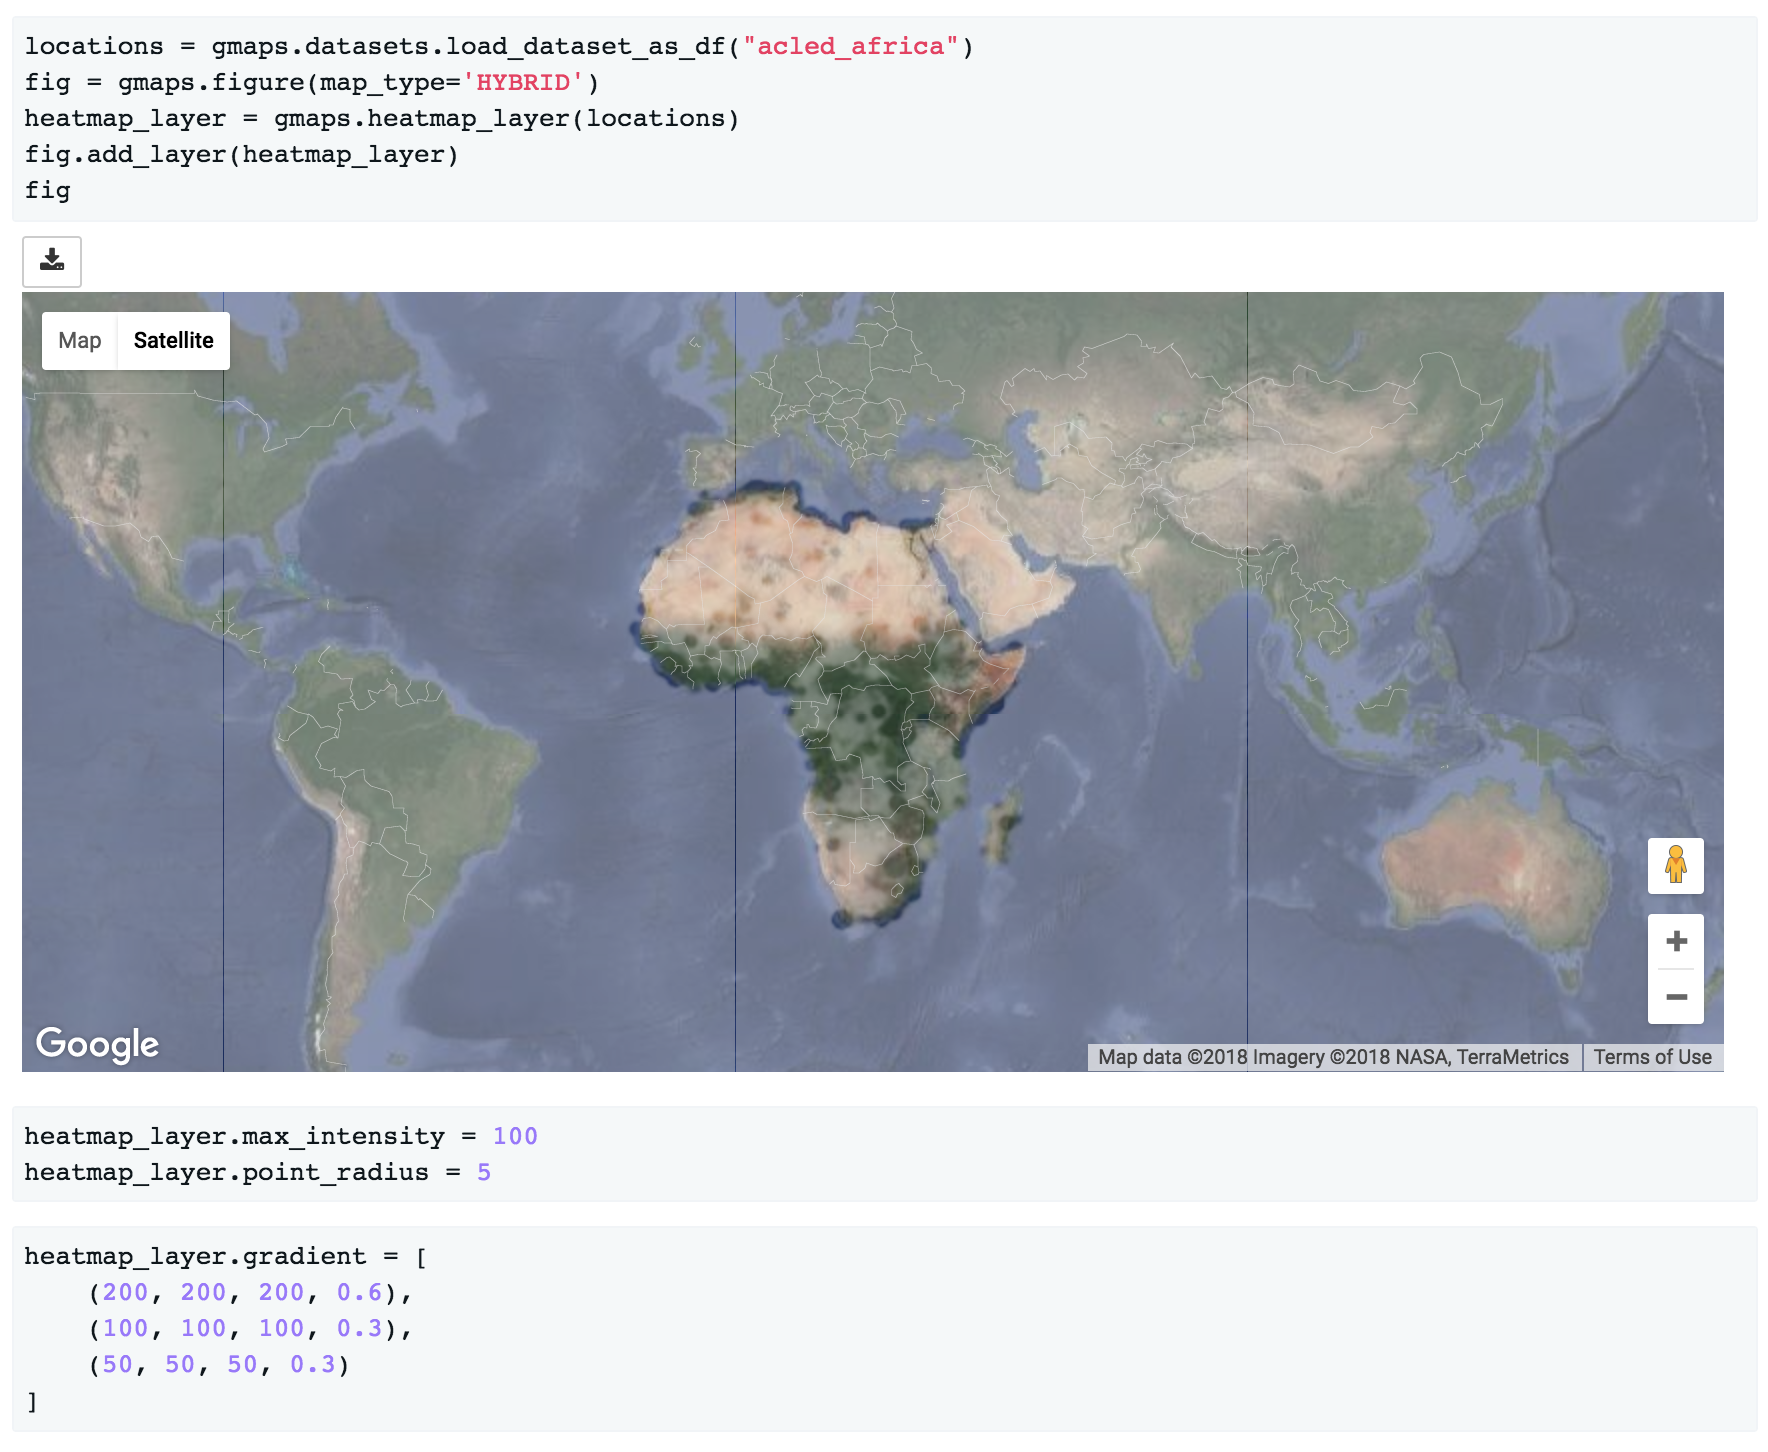 locations = gmaps.datasets.load_dataset_as_df("acled_africa")
fig = gmaps.figure(map_type='HYBRID')
heatmap_layer = gmaps.heatmap_layer(locations)
fig.add_layer(heatmap_layer)
fig
Map Satellite
Google
Map data ©2018 Imagery ©2018 NASA, TerraMetrics Terms of Use
heatmap_layer.max_intensity = 100
heatmap_layer.point_radius = 5
heatmap_layer.gradient = [
    (200, 200, 200, 0.6),
    (100, 100, 100, 0.3),
    (50, 50, 50, 0.3)
]